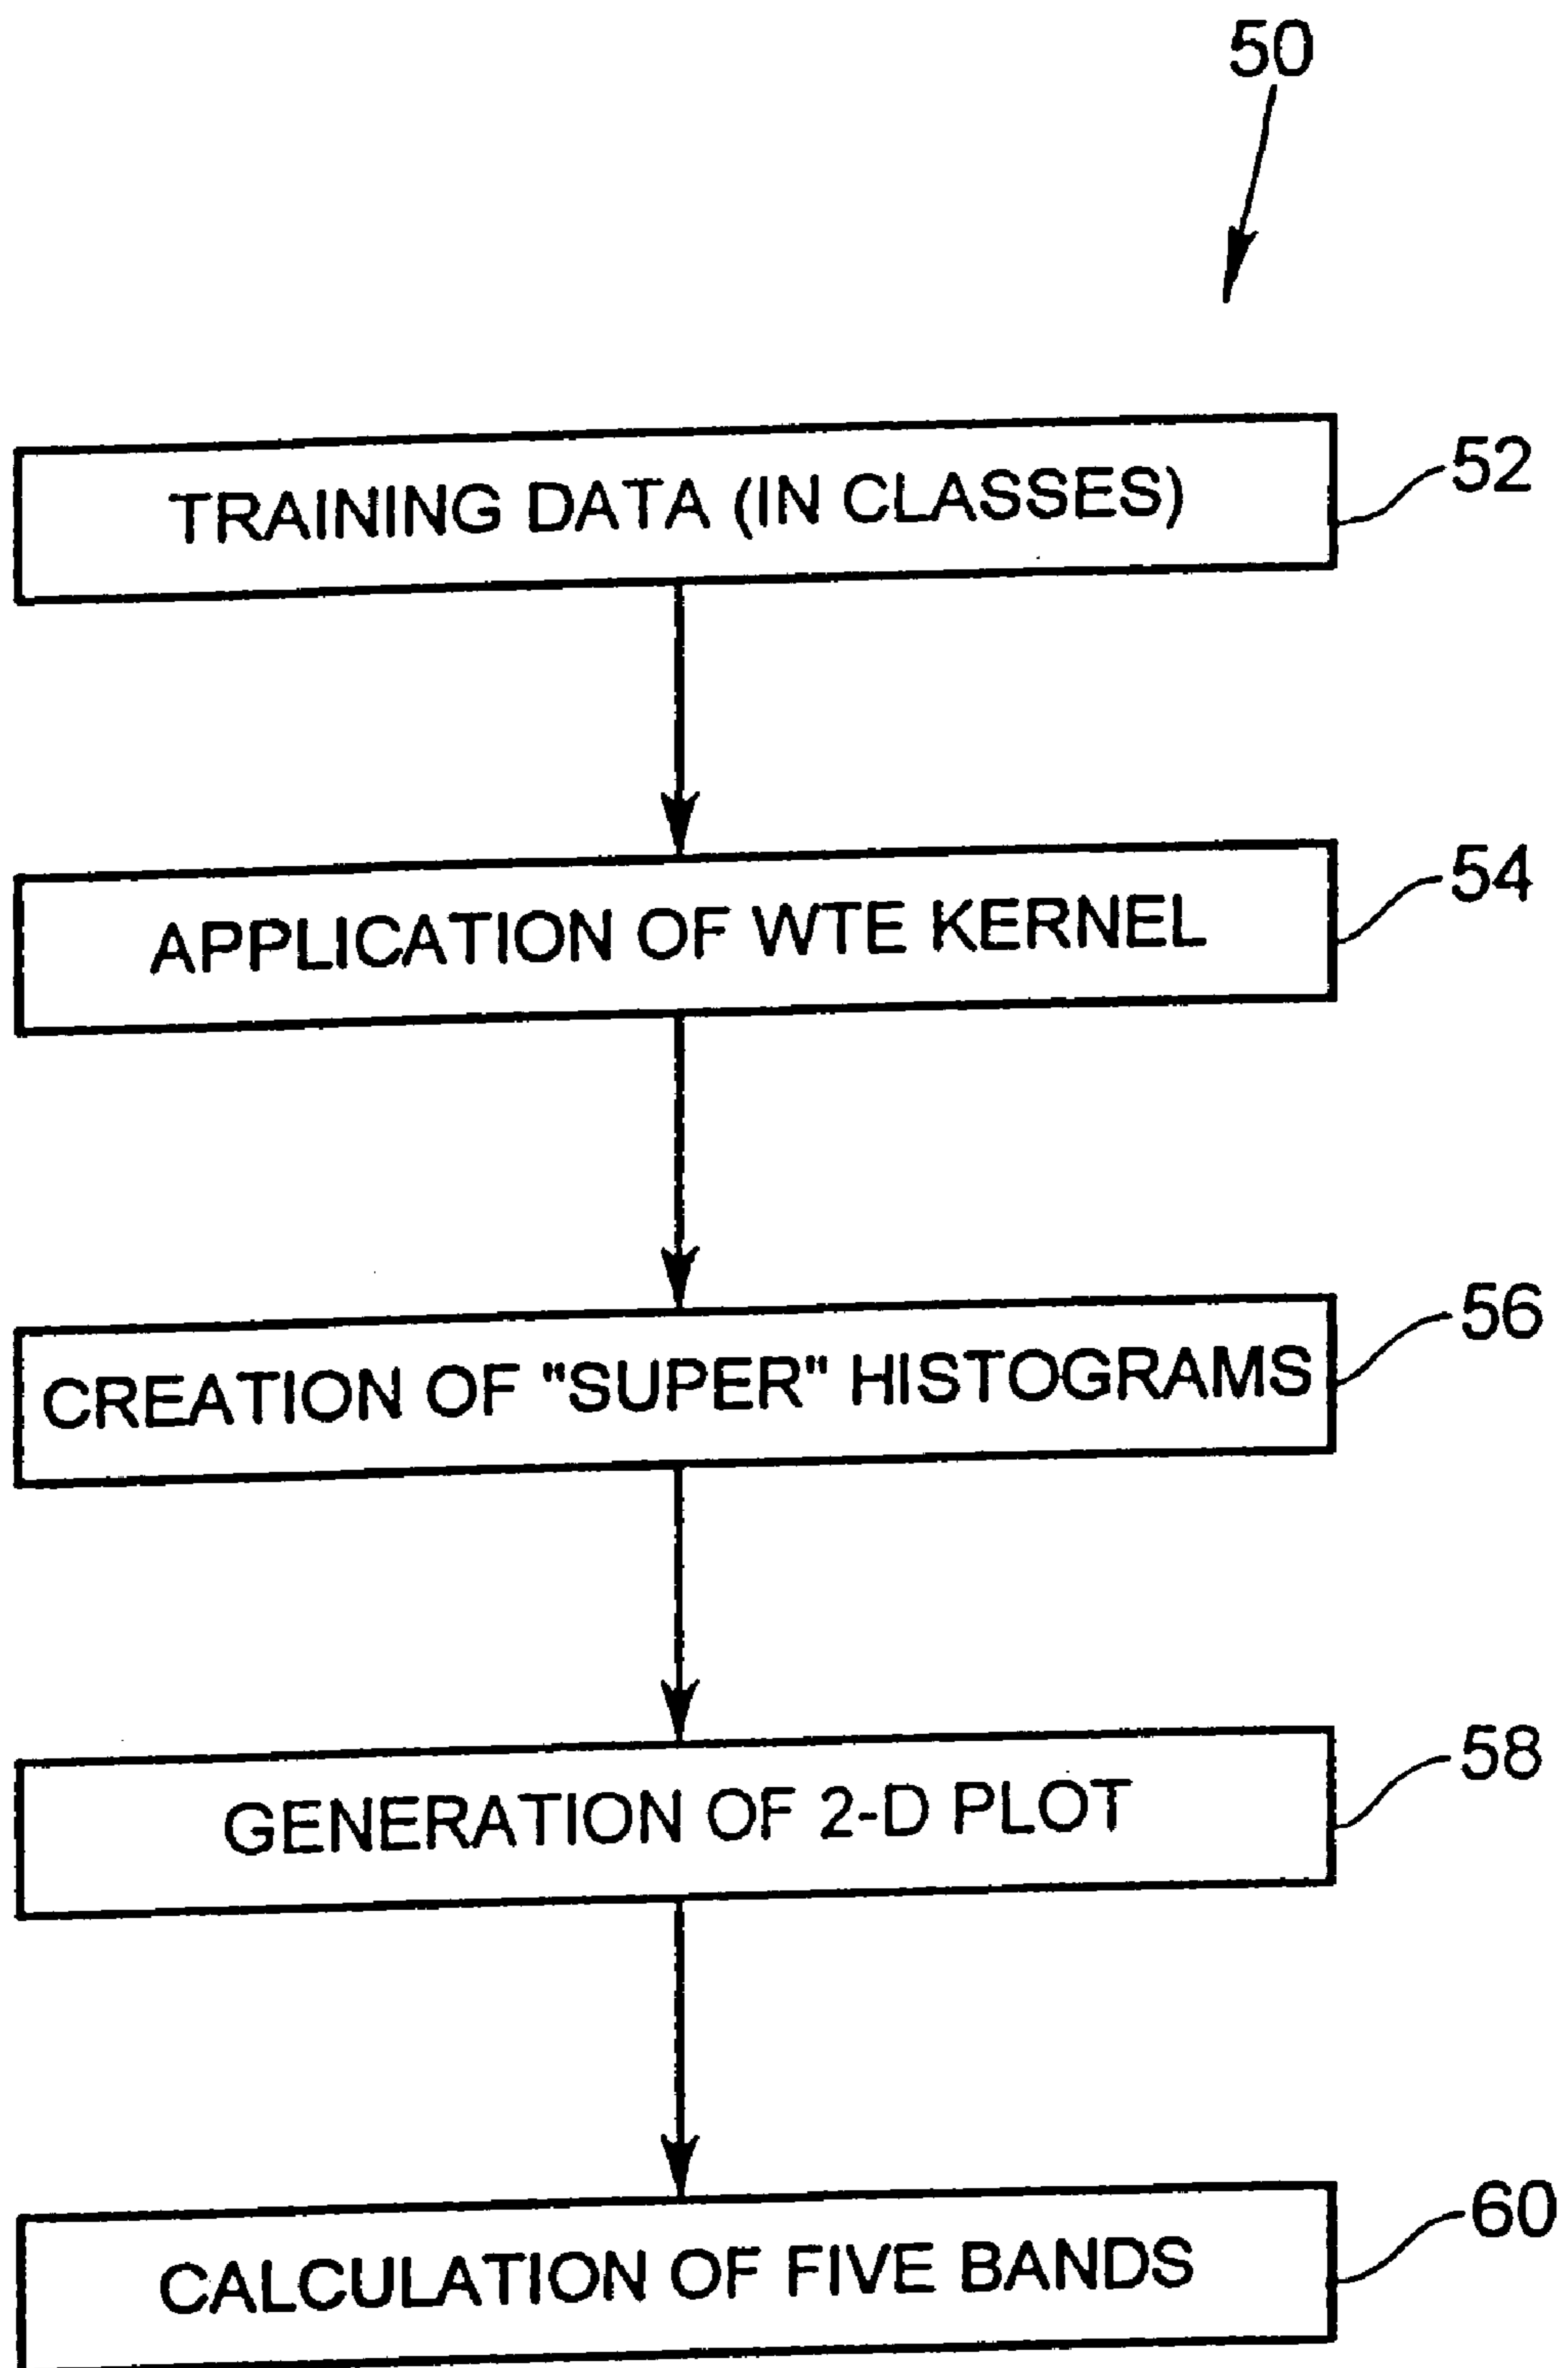 50
TRAINING DATA (IN CLASSES)
52
APPLICATION OF WTE KERNEL
54
CREATION OF "SUPER" HISTOGRAMS
56
GENERATION OF 2-D PLOT
58
CALCULATION OF FIVE BANDS
60